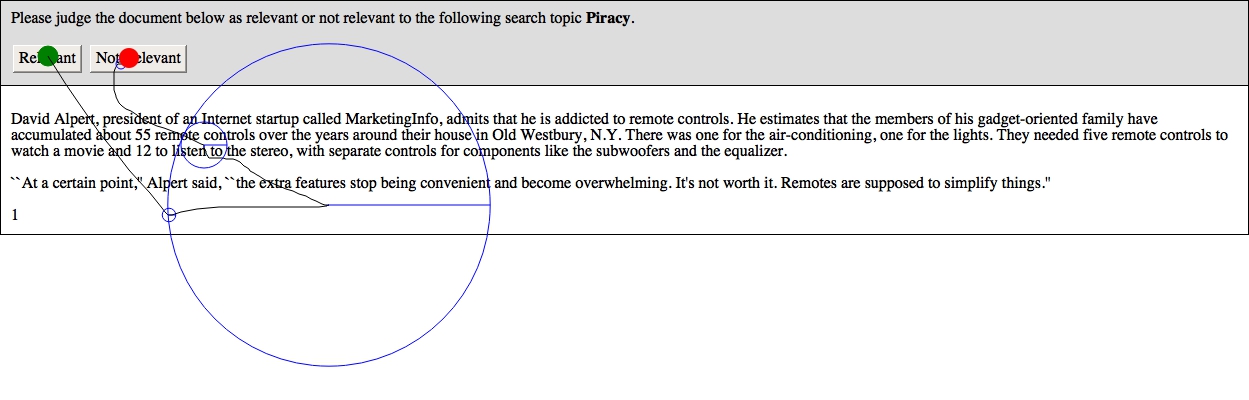 Please judge the document below as relevant or not relevant to the following search topic Piracy.
Relevant Not Relevant
David Alpert, president of an Internet startup called MarketingInfo, admits that he is addicted to remote controls. He estimates that the members of his gadget-oriented family have
accumulated about 55 remote controls over the years around their house in Old Westbury, N.Y. There was one for the air-conditioning, one for the lights. They needed five remote controls to
watch a movie and 12 to listen to the stereo, with separate controls for components like the subwoofers and the equalizer.
``At a certain point,'' Alpert said, ``the extra features stop being convenient and become overwhelming. It's not worth it. Remotes are supposed to simplify things.''
1